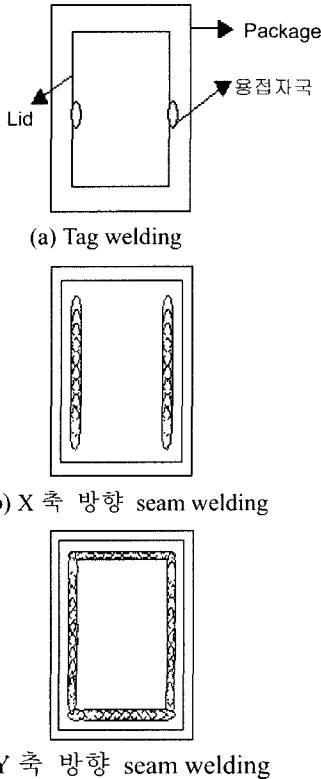 Package
용접자국
Lid
(a) Tag welding
) X 축 방향 seam welding
Y 축 방향 seam welding